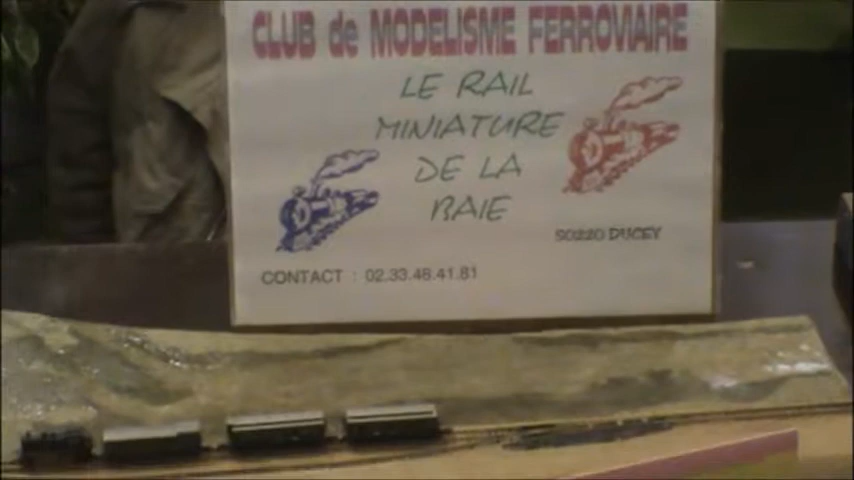 CLUB de MODELISME FERROVIAIRE
LE RAIL
MINIATURE
DE LA
BAIE
50220 DUCEY
CONTACT : 02.33.48.41.81